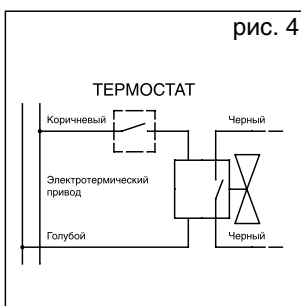 рис. 4
ТЕРМОСТАТ
Коричневый
Черный
Электротермический
привод
Голубой
Черный